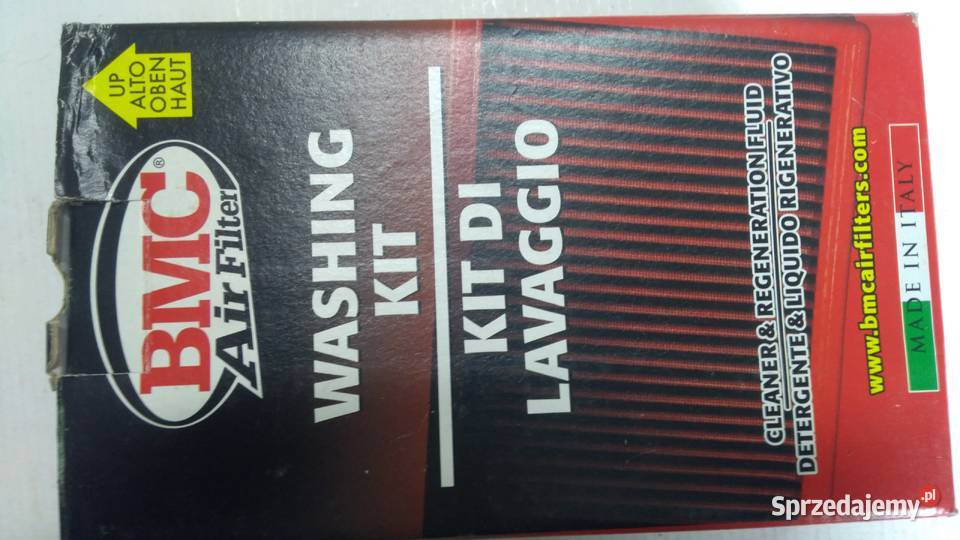 UP
ALTO
OBEN
HAUT
BMC®
Air Filter
WASHING
KIT
KIT DI
LAVAGGIO
CLEANER & REGENERATION FLUID
DETERGENTE & LIQUIDO RIGENERATIVO
www.bmcairfilters.com
MADE IN ITALY
Sprzedajemy.pl